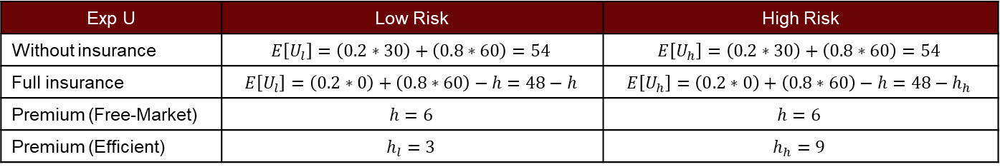 Exp U Low Risk High Risk
Without insurance E[U_l] = (0.2 * 30) + (0.8 * 60) = 54 E[U_h] = (0.2 * 30) + (0.8 * 60) = 54
Full insurance E[U_l] = (0.2 * 0) + (0.8 * 60) − h = 48 − h E[U_h] = (0.2 * 0) + (0.8 * 60) − h = 48 − h_h
Premium (Free-Market) h = 6 h = 6
Premium (Efficient) h_l = 3 h_h = 9